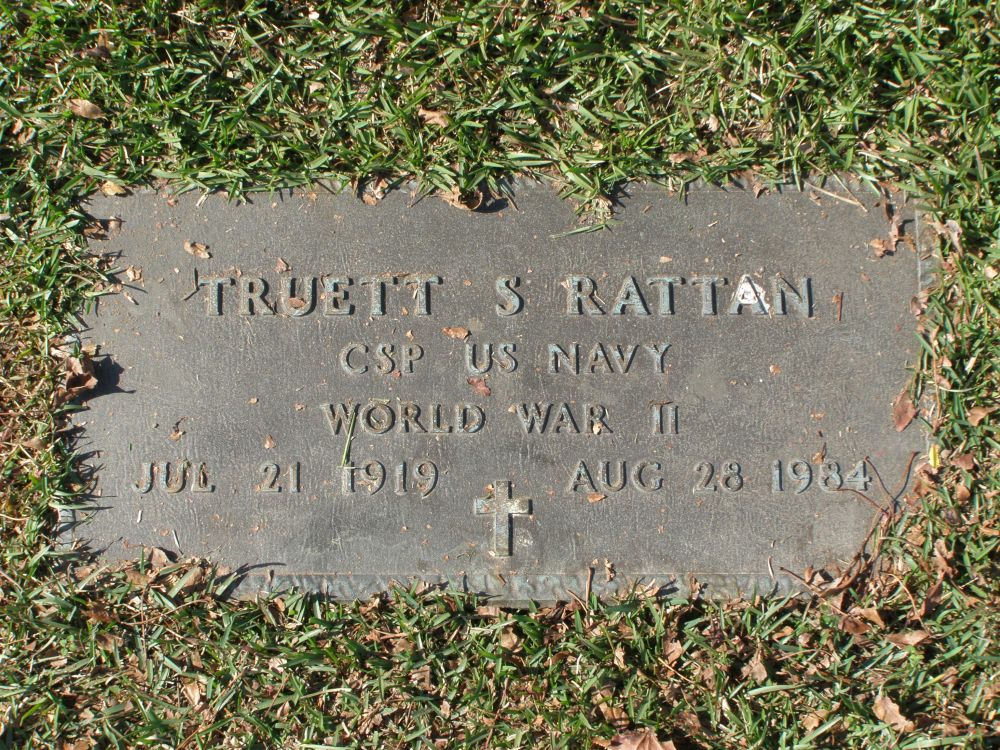 TRUETT S RATTAN
CSP US NAVY
WORLD WAR II
JUL 21 1919 AUG 28 1984